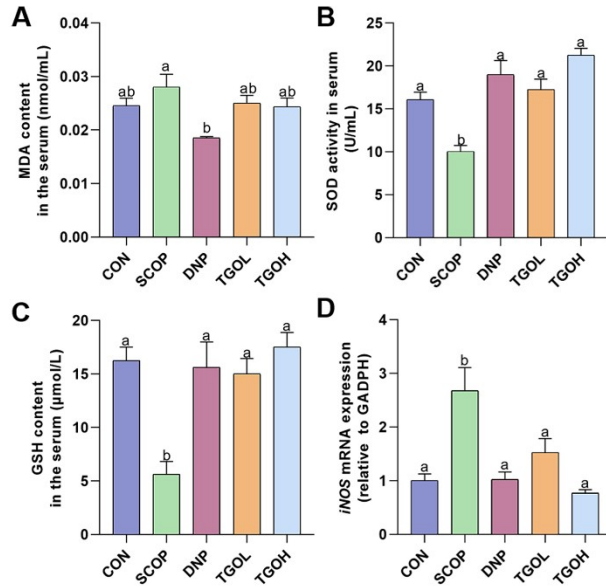 A
MDA content
in the serum (nmol/mL)
0.04
0.03
0.02
0.01
0.00
ab
a
b
ab
ab
CON
SCOP
DNP
TGOL
TGOH
B
SOD activity in serum
(U/mL)
25
20
15
10
5
0
a
b
a
a
a
CON
SCOP
DNP
TGOL
TGOH
C
GSH content
in the serum (μmol/L)
20
15
10
5
0
a
b
a
a
a
CON
SCOP
DNP
TGOL
TGOH
D
iNOS mRNA expression
(relative to GADPH)
4
3
2
1
0
a
b
a
a
a
CON
SCOP
DNP
TGOL
TGOH